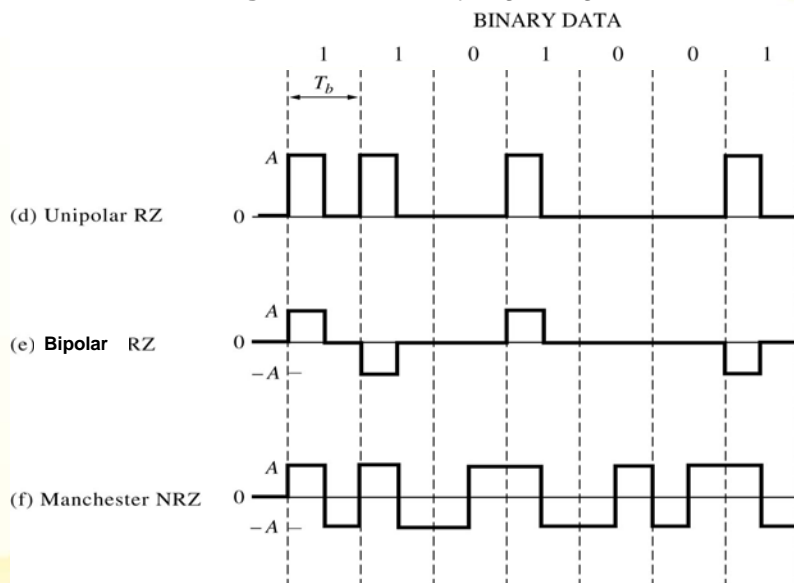 BINARY DATA
1 1 0 1 0 0 1
T_b
A
(d) Unipolar RZ 0
A
(e) Bipolar RZ 0
−A
A
(f) Manchester NRZ 0
−A